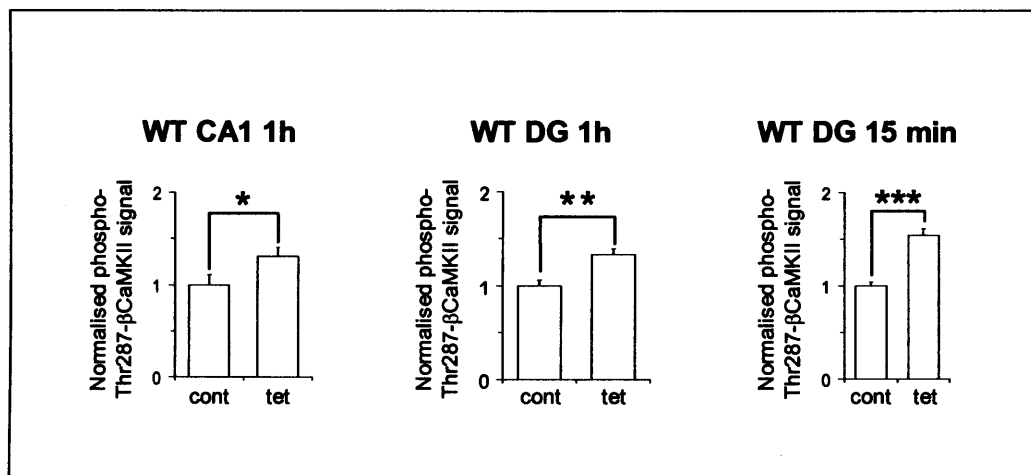 WT CA1 1h
Normalised phospho-
Thr287-βCaMKII signal
2
1
0
*
cont tet
WT DG 1h
Normalised phospho-
Thr287-βCaMKII signal
2
1
0
**
cont tet
WT DG 15 min
Normalised phospho-
Thr287-βCaMKII signal
2
1
0
***
cont tet